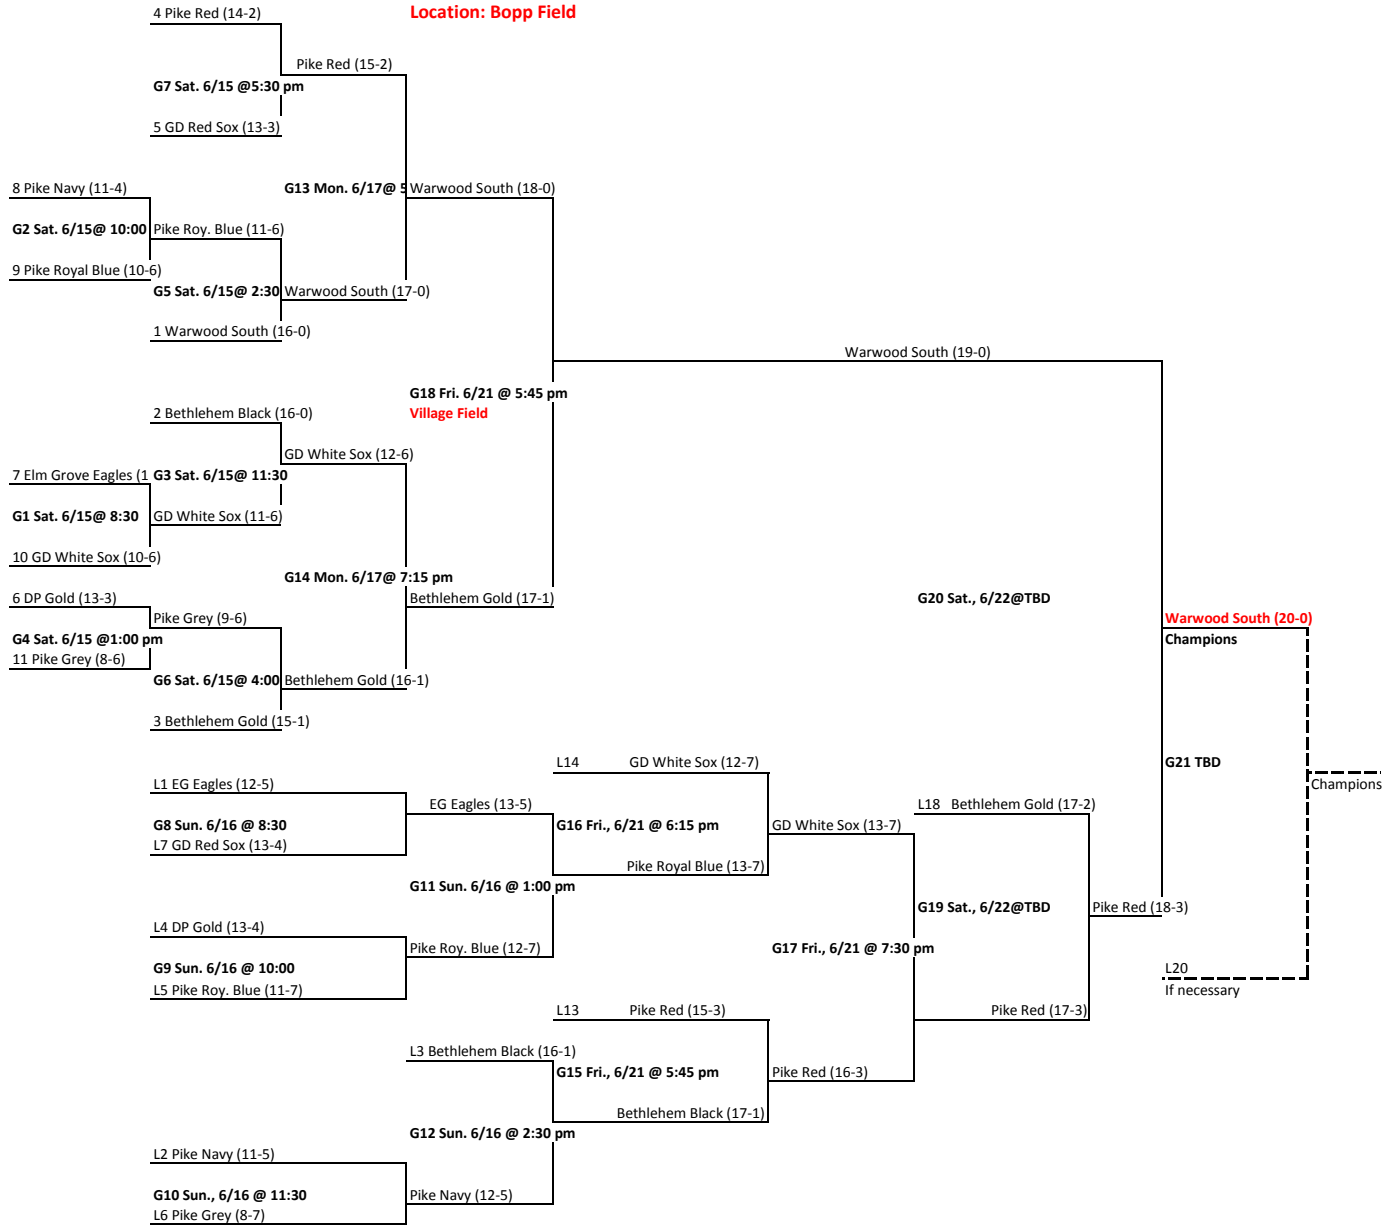 4 Pike Red (14-2)
Location: Bopp Field
Pike Red (15-2)
G7 Sat. 6/15 @5:30 pm
5 GD Red Sox (13-3)
8 Pike Navy (11-4)
G13 Mon. 6/17@ 5
Warwood South (18-0)
G2 Sat. 6/15@ 10:00
Pike Roy. Blue (11-6)
9 Pike Royal Blue (10-6)
G5 Sat. 6/15@ 2:30
Warwood South (17-0)
1 Warwood South (16-0)
Warwood South (19-0)
G18 Fri. 6/21 @ 5:45 pm
Village Field
2 Bethlehem Black (16-0)
GD White Sox (12-6)
7 Elm Grove Eagles (1
G3 Sat. 6/15@ 11:30
G1 Sat. 6/15@ 8:30
GD White Sox (11-6)
10 GD White Sox (10-6)
G14 Mon. 6/17@ 7:15 pm
Bethlehem Gold (17-1)
G20 Sat., 6/22@TBD
6 DP Gold (13-3)
Pike Grey (9-6)
Warwood South (20-0)
Champions
G4 Sat. 6/15 @1:00 pm
11 Pike Grey (8-6)
G6 Sat. 6/15@ 4:00
Bethlehem Gold (16-1)
3 Bethlehem Gold (15-1)
L14 GD White Sox (12-7)
G21 TBD
Champions
L1 EG Eagles (12-5)
EG Eagles (13-5)
L18 Bethlehem Gold (17-2)
G8 Sun. 6/16 @ 8:30
G16 Fri., 6/21 @ 6:15 pm
GD White Sox (13-7)
L7 GD Red Sox (13-4)
Pike Royal Blue (13-7)
G11 Sun. 6/16 @ 1:00 pm
G19 Sat., 6/22@TBD
Pike Red (18-3)
L4 DP Gold (13-4)
Pike Roy. Blue (12-7)
G17 Fri., 6/21 @ 7:30 pm
G9 Sun. 6/16 @ 10:00
L20
If necessary
L5 Pike Roy. Blue (11-7)
L13 Pike Red (15-3)
Pike Red (17-3)
L3 Bethlehem Black (16-1)
G15 Fri., 6/21 @ 5:45 pm
Pike Red (16-3)
Bethlehem Black (17-1)
G12 Sun. 6/16 @ 2:30 pm
L2 Pike Navy (11-5)
G10 Sun., 6/16 @ 11:30
Pike Navy (12-5)
L6 Pike Grey (8-7)